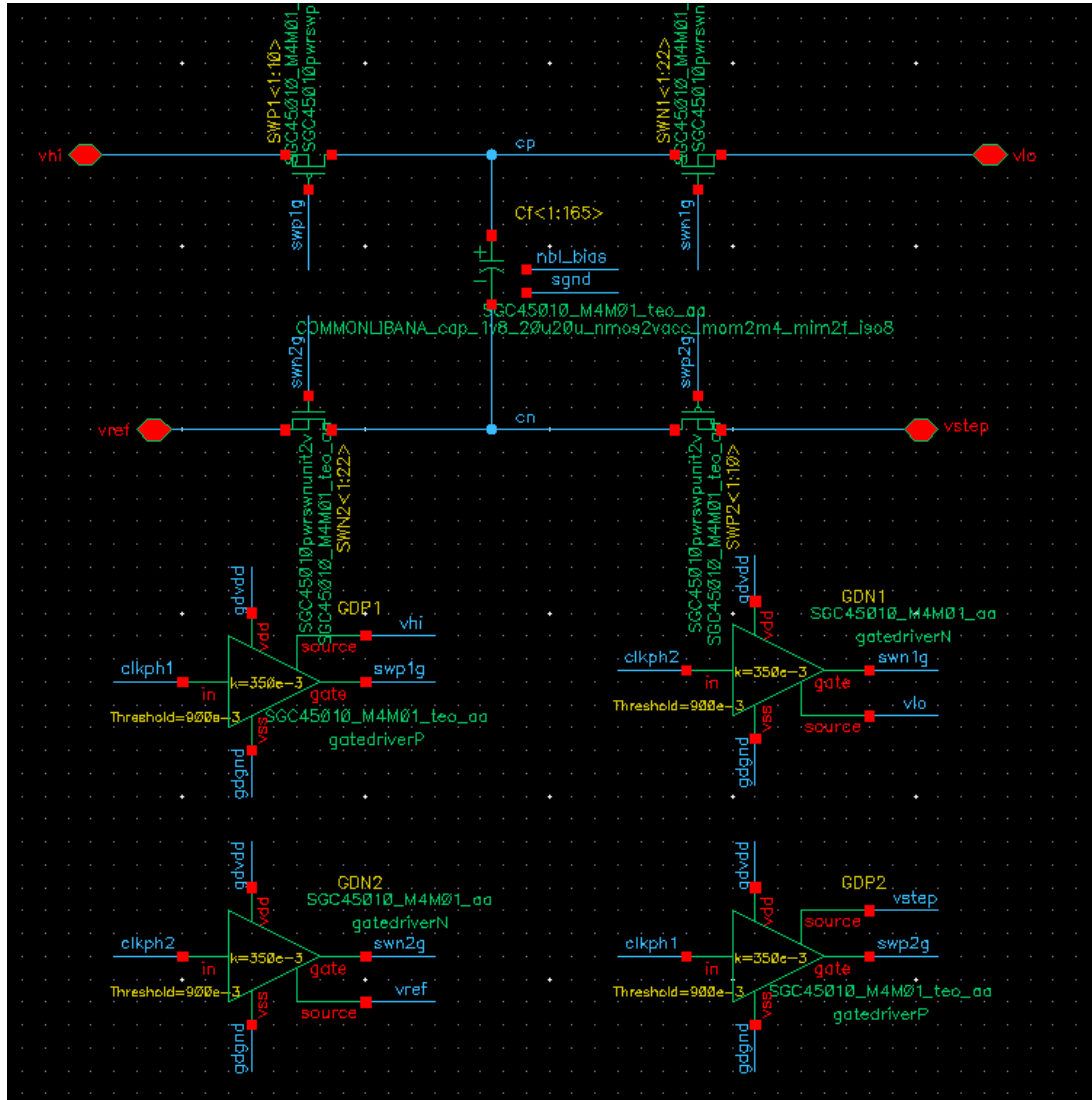 SWP1<1:10>
SGC45010_M4M01_
SGC45010pwrswp
SWN1<1:22>
SGC45010_M4M01_
SGC45010pwrswn
vhi
cp
vlo
swp1g
swn1g
Cf<1:165>
nbl_bias
sgnd
SGC45010_M4M01_teo_aa
COMMONLIBANA_cap_1v8_20u20u_nmos2vacc_mom2m4_mim2f_iso8
swn2g
swp2g
vref
cn
vstep
SGC45010pwrswnunit2v
SGC45010_M4M01_teo_a
SWN2<1:22>
SGC45010pwrswpunit2v
SGC45010_M4M01_teo_aa
SWP2<1:10>
gdvdd
GDP1
vdd
vhi
source
clkph1
k=350e-3
swp1g
in
gate
Threshold=900e-3
SGC45010_M4M01_teo_aa
vss
gatedriverP
gdgnd
gdvdd
GDN1
SGC45010_M4M01_aa
vdd
gatedriverN
clkph2
k=350e-3
swn1g
in
gate
Threshold=900e-3
vlo
vss
source
gdgnd
gdvdd
GDN2
SGC45010_M4M01_aa
vdd
gatedriverN
clkph2
k=350e-3
swn2g
in
gate
Threshold=900e-3
vref
vss
source
gdgnd
gdvdd
GDP2
vdd
vstep
source
clkph1
k=350e-3
swp2g
in
gate
Threshold=900e-3
SGC45010_M4M01_teo_aa
vss
gatedriverP
gdgnd